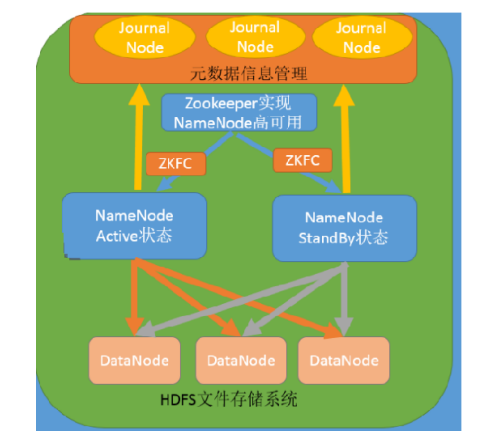 Journal Node
Journal Node
Journal Node
元数据信息管理
Zookeeper实现
NameNode高可用
ZKFC
ZKFC
NameNode
Active状态
NameNode
StandBy状态
DataNode
DataNode
DataNode
HDFS文件存储系统